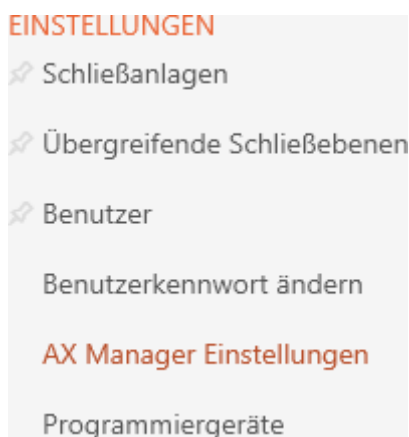 EINSTELLUNGEN
Schließanlagen
Übergreifende Schließebenen
Benutzer
Benutzerkennwort ändern
AX Manager Einstellungen
Programmiergeräte